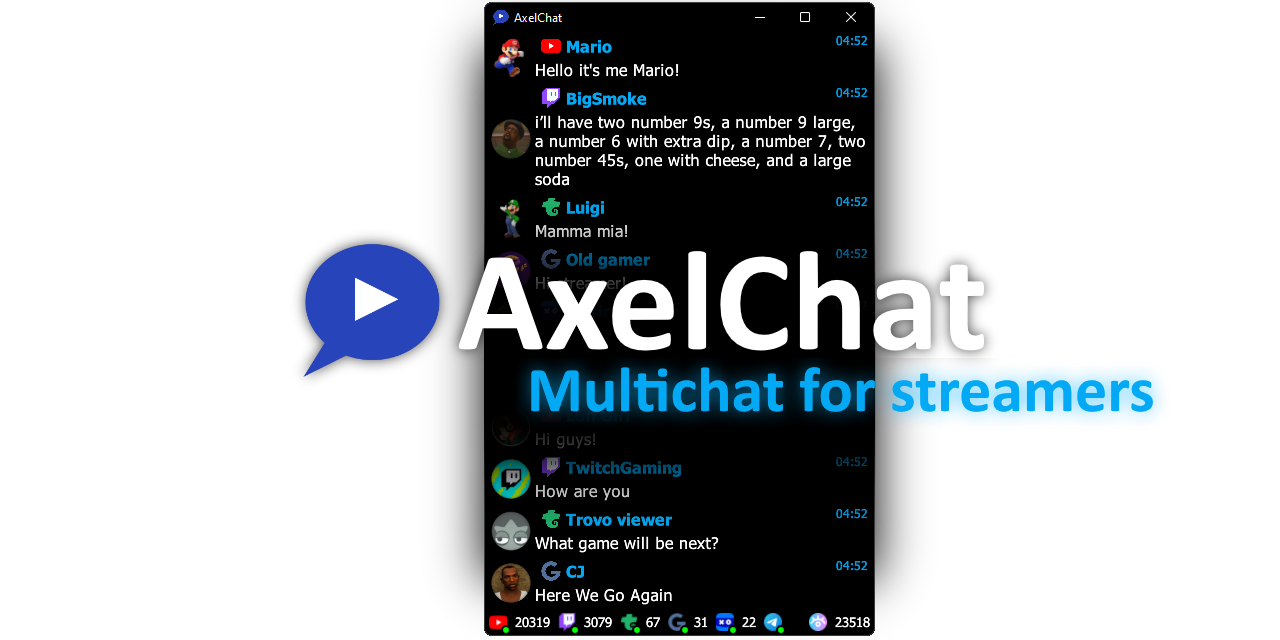 AxelChat
Mario 04:52
Hello it's me Mario!
BigSmoke 04:52
i’ll have two number 9s, a number 9 large,
a number 6 with extra dip, a number 7, two
number 45s, one with cheese, and a large
soda
Luigi 04:52
Mamma mia!
Old gamer 04:52
Hi streamer!
AxelChat
Multichat for streamers
Hi guys!
TwitchGaming 04:52
How are you
Trovo viewer 04:52
What game will be next?
CJ 04:52
Here We Go Again
20319 3079 67 31 22 23518